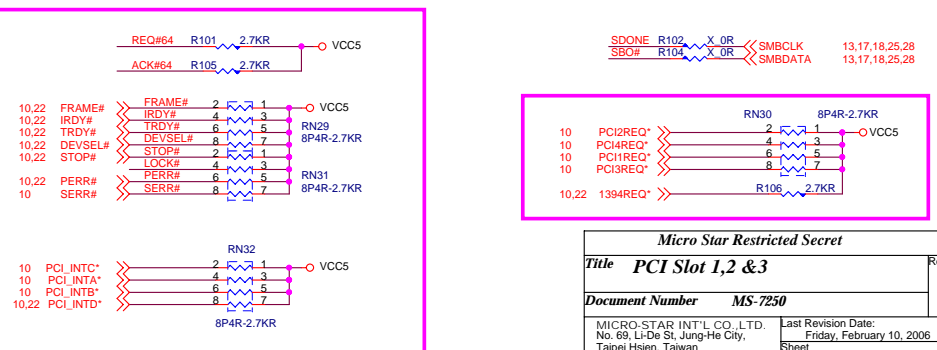 REQ#64 R101 2.7KR VCC5
ACK#64 R105 2.7KR
10,22 FRAME# FRAME# 2 1 VCC5
10,22 IRDY# IRDY# 4 3
10,22 TRDY# TRDY# 6 5 RN29
10,22 DEVSEL# DEVSEL# 8 7 8P4R-2.7KR
10,22 STOP# STOP# 2 1
LOCK# 4 3
10,22 PERR# PERR# 6 5 RN31
10 SERR# SERR# 8 7 8P4R-2.7KR
RN32
10 PCI_INTC* 2 1 VCC5
10 PCI_INTA* 4 3
10 PCI_INTB* 6 5
10,22 PCI_INTD* 8 7
8P4R-2.7KR
SDONE R102 X_0R SMBCLK 13,17,18,25,28
SBO# R104 X_0R SMBDATA 13,17,18,25,28
RN30 8P4R-2.7KR
10 PCI2REQ* 2 1 VCC5
10 PCI4REQ* 4 3
10 PCI1REQ* 6 5
10 PCI3REQ* 8 7
10,22 1394REQ* R106 2.7KR
Micro Star Restricted Secret
Title PCI Slot 1,2 &3
Document Number MS-7250
MICRO-STAR INT'L CO.,LTD.
No. 69, Li-De St, Jung-He City,
Taipei Hsien, Taiwan
Last Revision Date:
Friday, February 10, 2006
Sheet